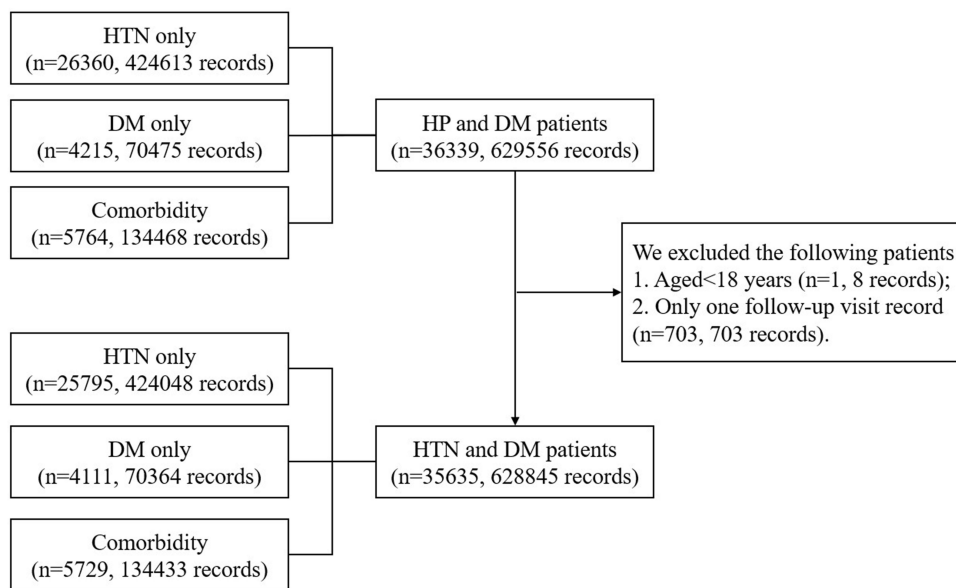 HTN only
(n=26360, 424613 records)
DM only
(n=4215, 70475 records)
Comorbidity
(n=5764, 134468 records)
HP and DM patients
(n=36339, 629556 records)
We excluded the following patients
1. Aged<18 years (n=1, 8 records);
2. Only one follow-up visit record
(n=703, 703 records).
HTN only
(n=25795, 424048 records)
DM only
(n=4111, 70364 records)
Comorbidity
(n=5729, 134433 records)
HTN and DM patients
(n=35635, 628845 records)